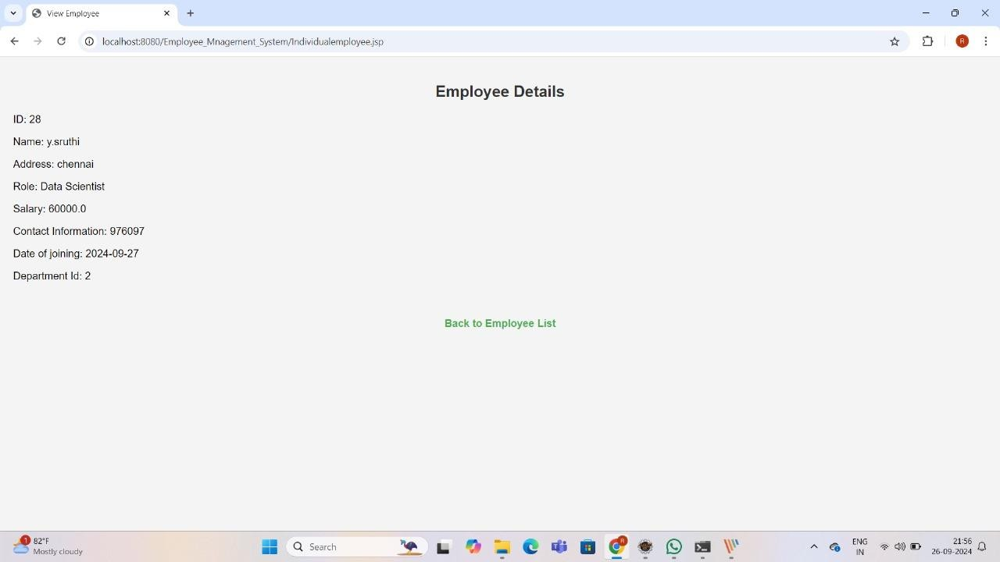 View Employee
localhost:8080/Employee_Mnagement_System/Individualemployee.jsp
R
Employee Details
ID: 28
Name: y.sruthi
Address: chennai
Role: Data Scientist
Salary: 60000.0
Contact Information: 976097
Date of joining: 2024-09-27
Department Id: 2
Back to Employee List
1
82°F
Mostly cloudy
Search
R
ENG
IN
21:56
26-09-2024